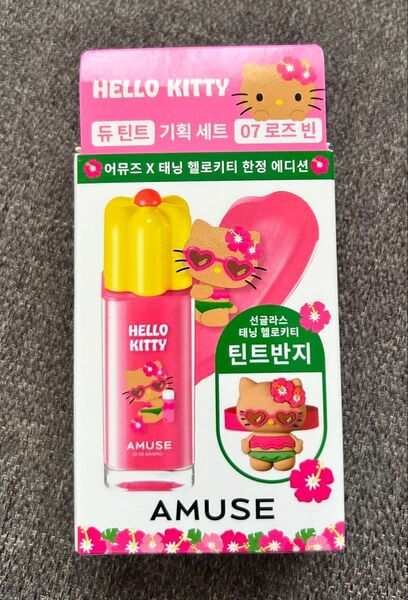 HELLO KITTY
듀 틴트 기획 세트 07 로즈 빈
어뮤즈 X 태닝 헬로키티 한정 에디션
HELLO
KITTY
AMUSE
선글라스
태닝 헬로키티
틴트반지
AMUSE